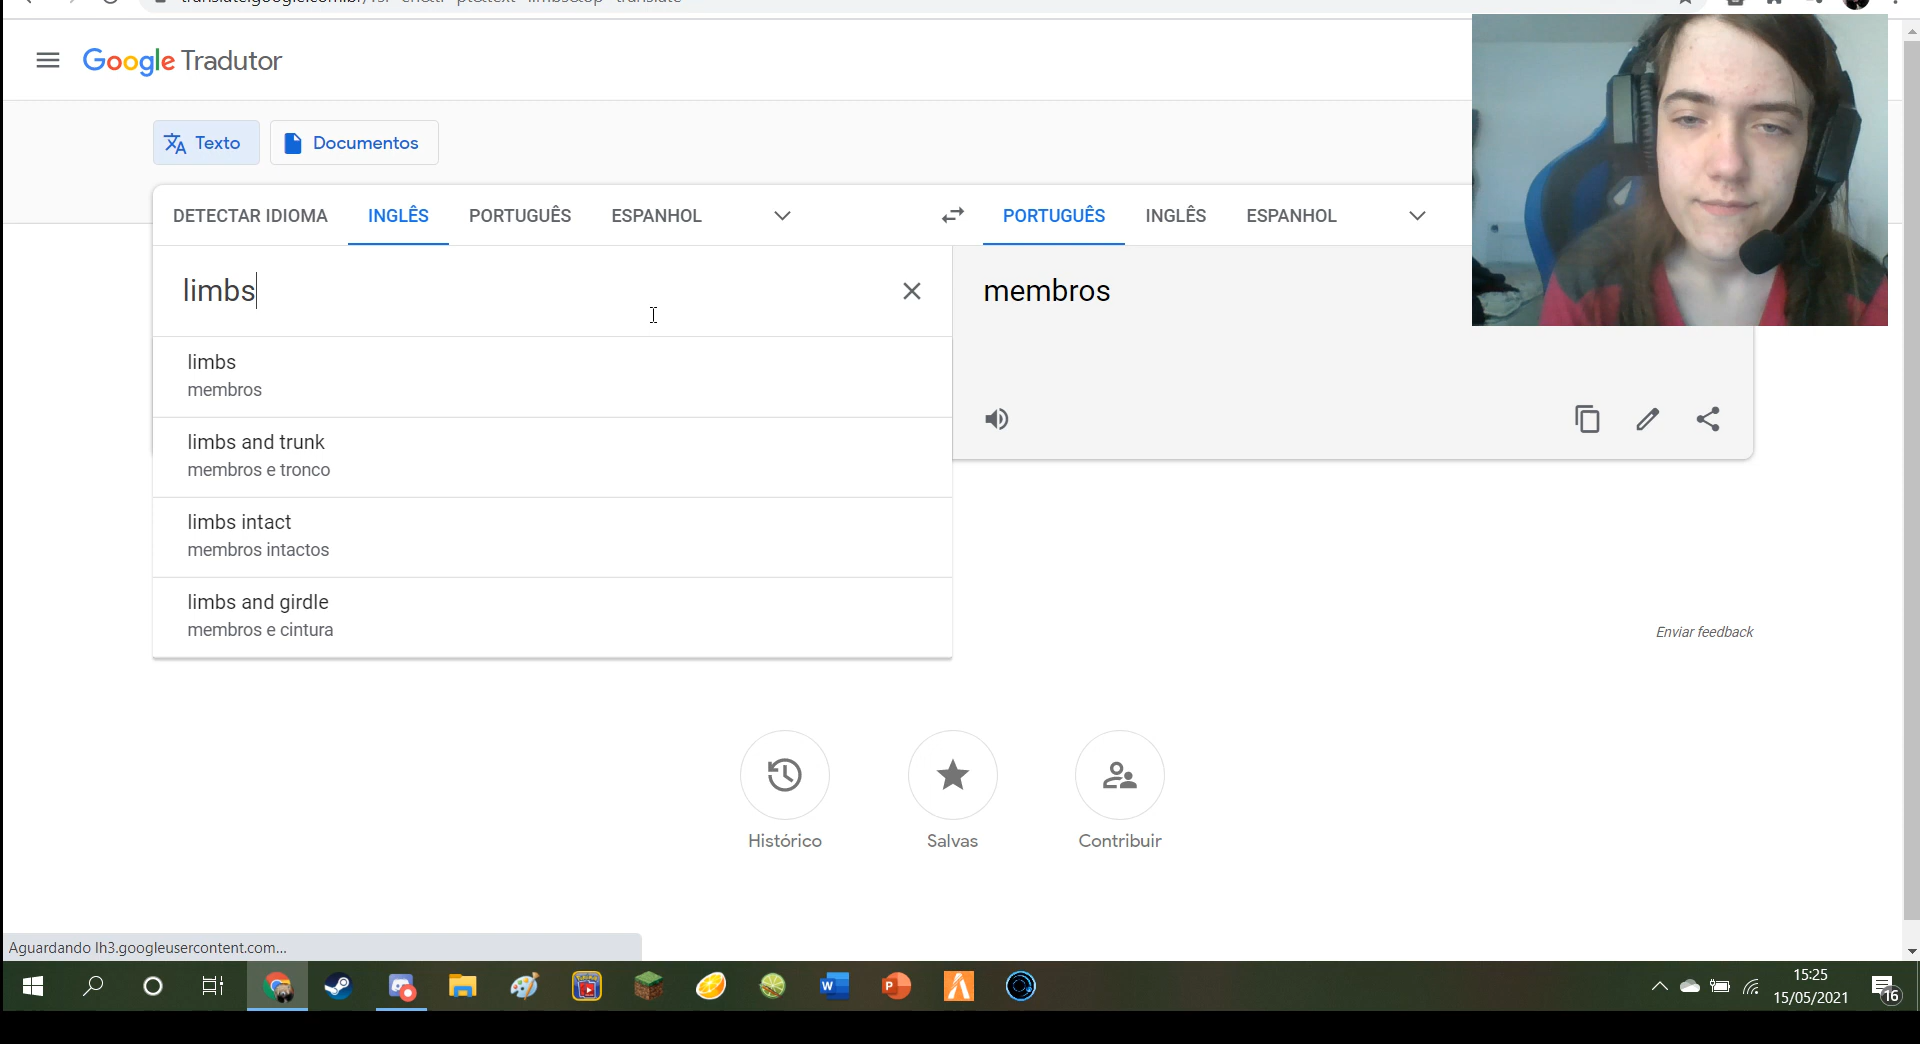 Google Tradutor
Texto
Documentos
DETECTAR IDIOMA INGLÊS PORTUGUÊS ESPANHOL
PORTUGUÊS INGLÊS ESPANHOL
limbs
membros
limbs
membros
limbs and trunk
membros e tronco
limbs intact
membros intactos
limbs and girdle
membros e cintura
Enviar feedback
Histórico
Salvas
Contribuir
Aguardando lh3.googleusercontent.com...
15:25
15/05/2021
16